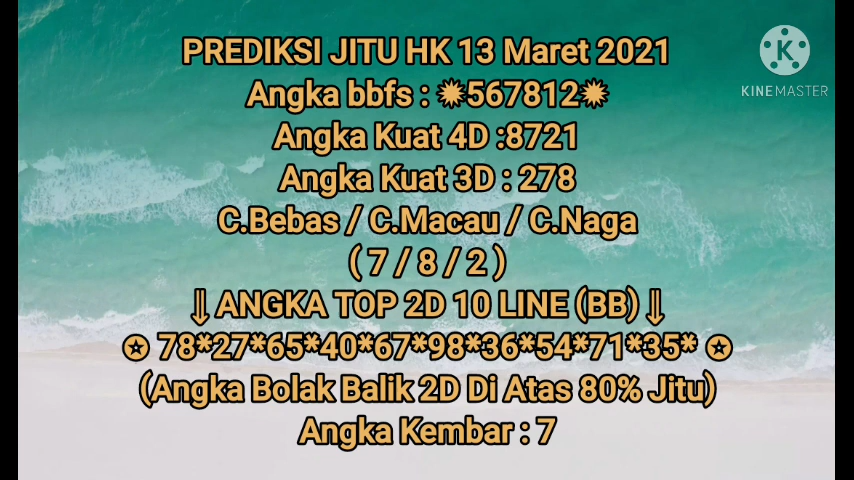 PREDIKSI JITU HK 13 Maret 2021
Angka bbfs : ✹567812✹
Angka Kuat 4D :8721
Angka Kuat 3D : 278
C.Bebas / C.Macau / C.Naga
( 7 / 8 / 2 )
⇓ ANGKA TOP 2D 10 LINE (BB) ⇓
✪ 78*27*65*40*67*98*36*54*71*35* ✪
(Angka Bolak Balik 2D Di Atas 80% Jitu)
Angka Kembar : 7
K
KINEMASTER